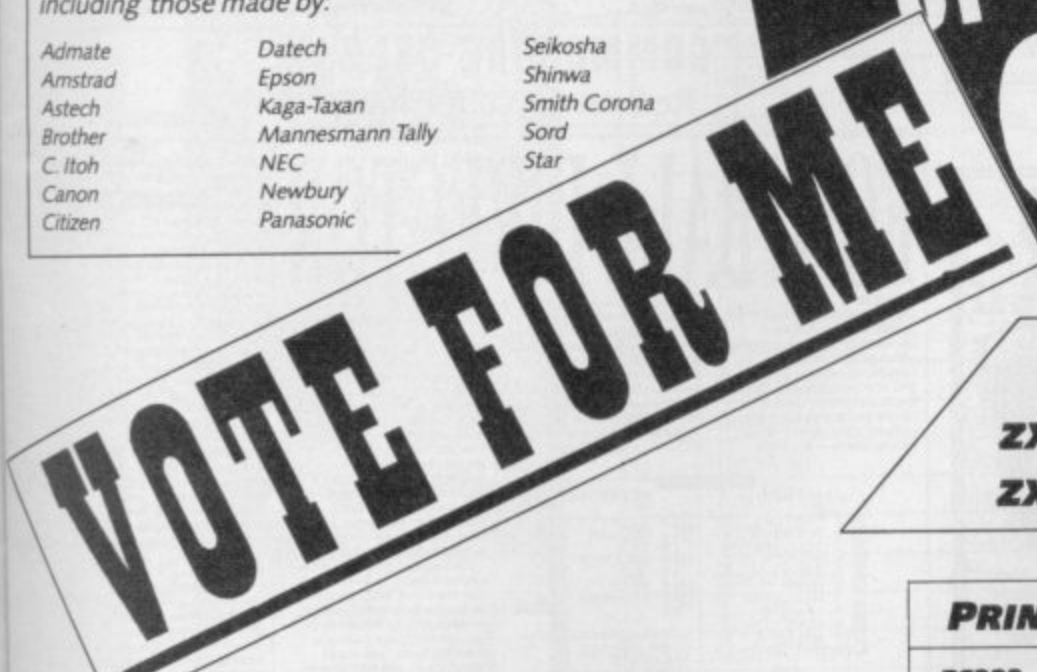 including those made by:
Admate
Amstrad
Astech
Brother
C. Itoh
Canon
Citizen
Datech
Epson
Kaga-Taxan
Mannesmann Tally
NEC
Newbury
Panasonic
Seikosha
Shinwa
Smith Corona
Sord
Star
VOTE FOR ME